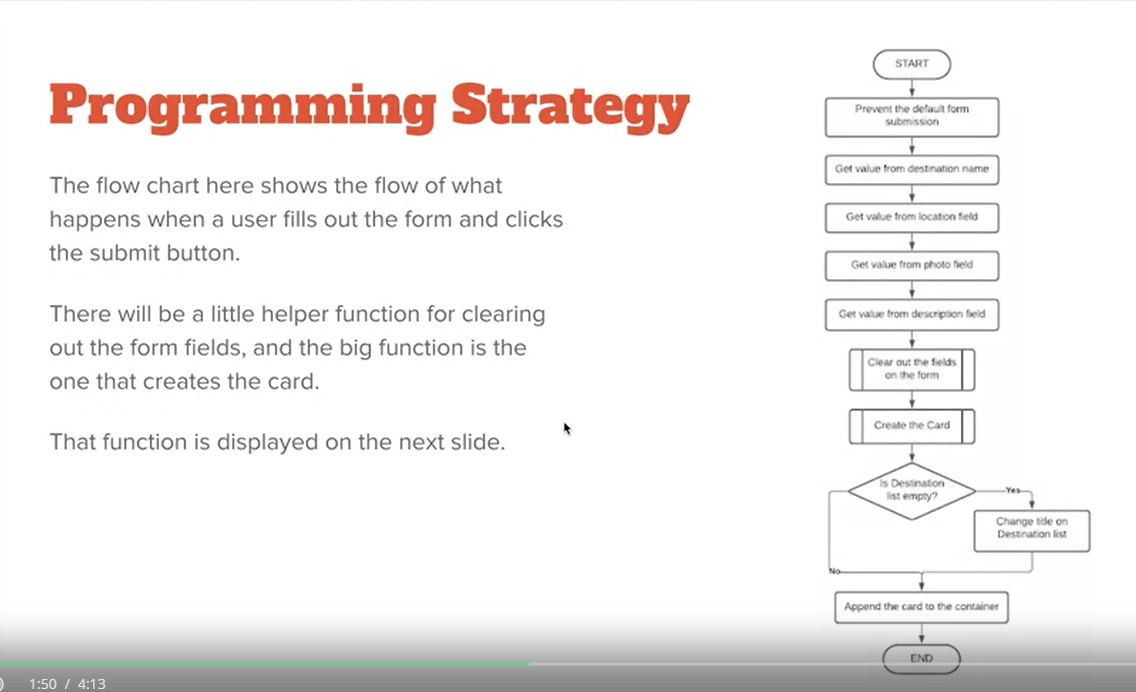 Programming Strategy
The flow chart here shows the flow of what
happens when a user fills out the form and clicks
the submit button.
There will be a little helper function for clearing
out the form fields, and the big function is the
one that creates the card.
That function is displayed on the next slide.
START
Prevent the default form
submission
Get value from destination name
Get value from location field
Get value from photo field
Get value from description field
Clear out the fields
on the form
Create the Card
Is Destination
list empty?
Yes
Change title on
Destination list
No
Append the card to the container
END
1:50 / 4:13